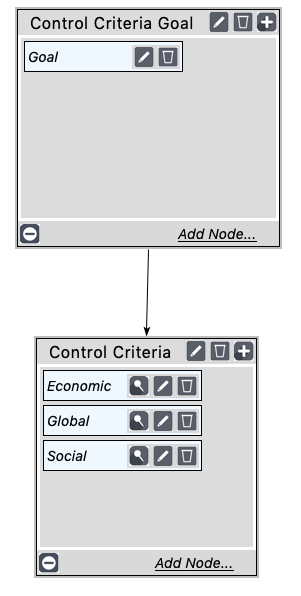 Control Criteria Goal
Goal
Add Node...
Control Criteria
Economic
Global
Social
Add Node...